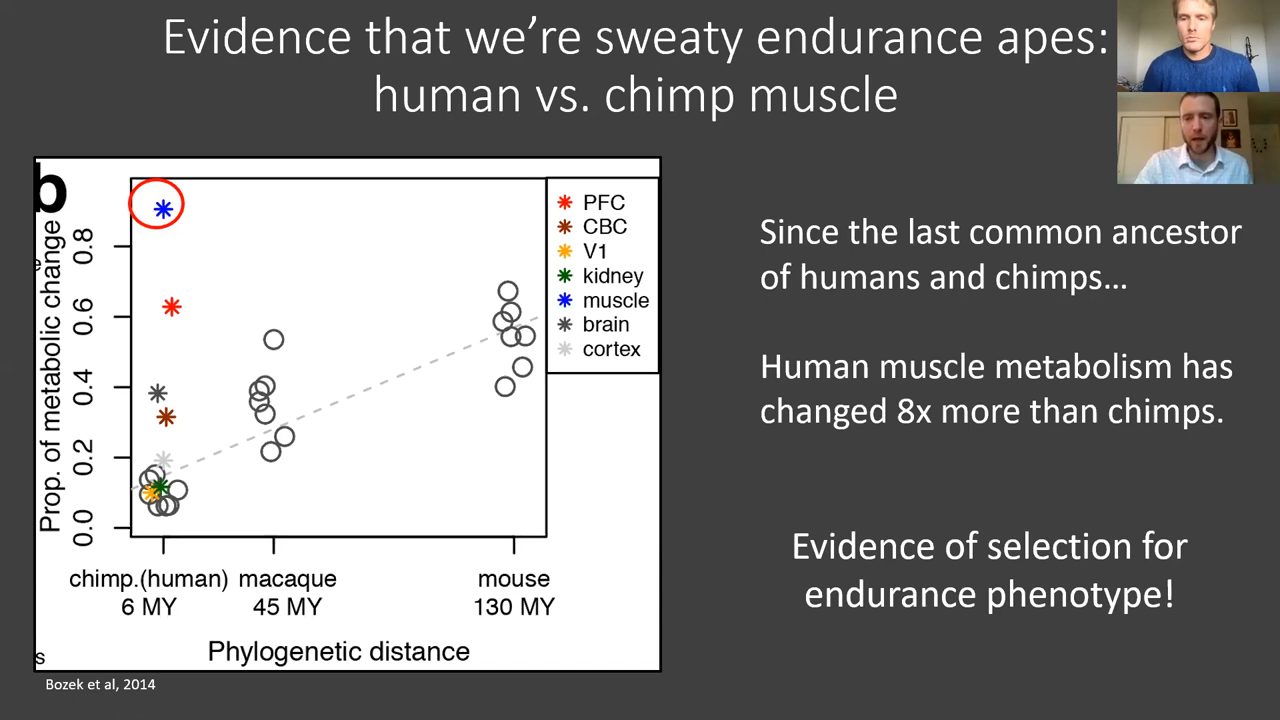 Evidence that we’re sweaty endurance apes:
human vs. chimp muscle
b
Prop. of metabolic change
0.0 0.2 0.4 0.6 0.8
PFC
CBC
V1
kidney
muscle
brain
cortex
chimp.(human) macaque mouse
6 MY 45 MY 130 MY
Phylogenetic distance
s
Bozek et al, 2014
Since the last common ancestor
of humans and chimps…
Human muscle metabolism has
changed 8x more than chimps.
Evidence of selection for
endurance phenotype!